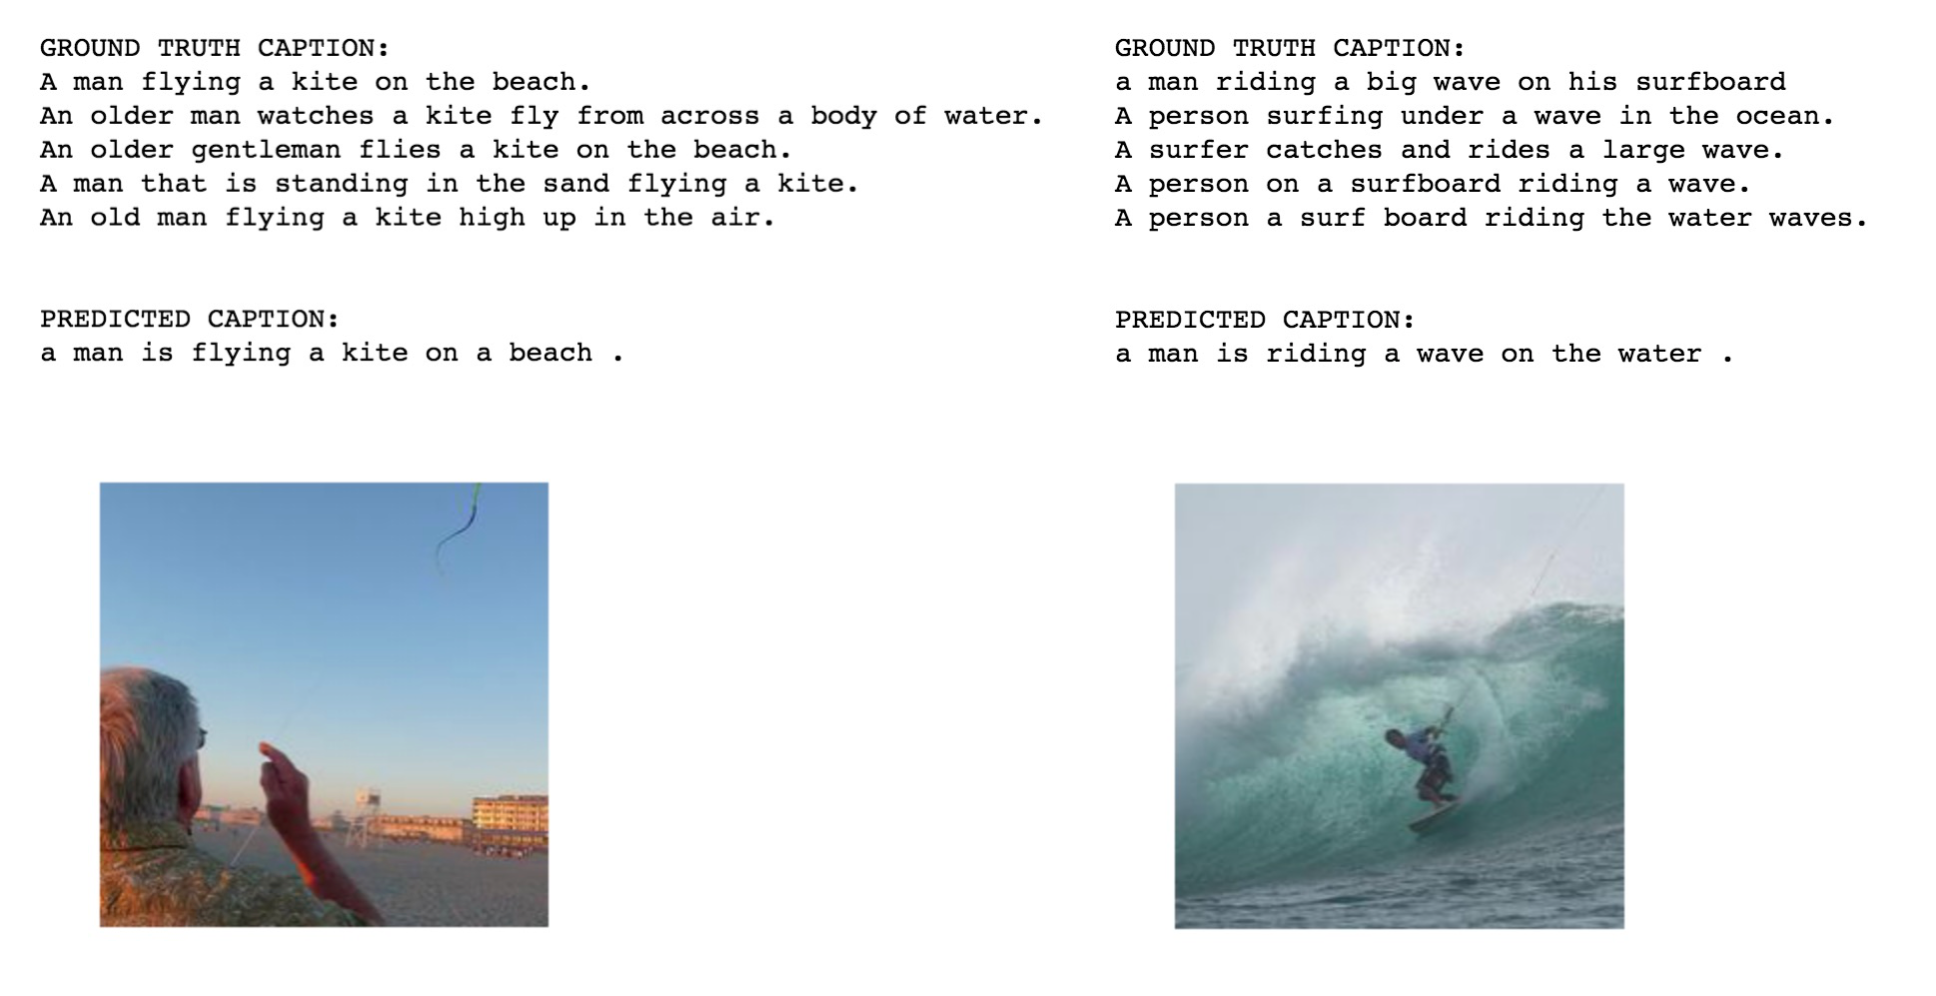 GROUND TRUTH CAPTION:
A man flying a kite on the beach.
An older man watches a kite fly from across a body of water.
An older gentleman flies a kite on the beach.
A man that is standing in the sand flying a kite.
An old man flying a kite high up in the air.
PREDICTED CAPTION:
a man is flying a kite on a beach .
GROUND TRUTH CAPTION:
a man riding a big wave on his surfboard
A person surfing under a wave in the ocean.
A surfer catches and rides a large wave.
A person on a surfboard riding a wave.
A person a surf board riding the water waves.
PREDICTED CAPTION:
a man is riding a wave on the water .